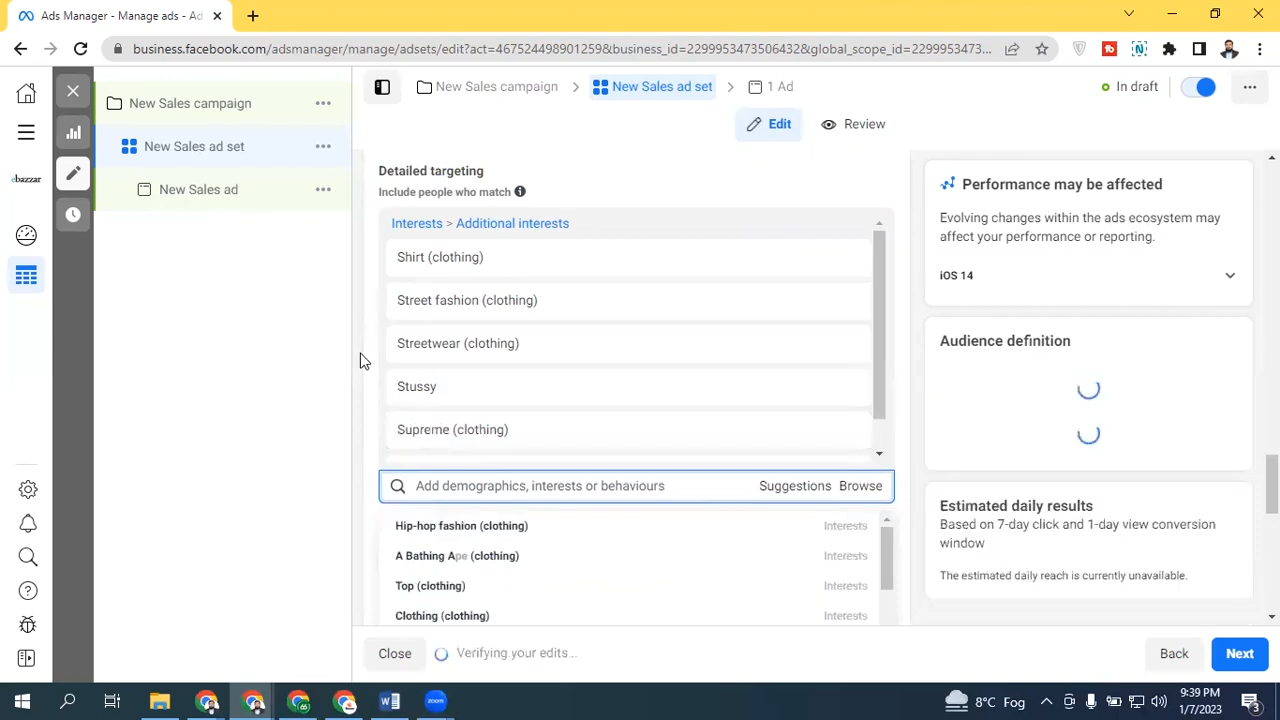 Ads Manager - Manage ads - Ad
business.facebook.com/adsmanager/manage/adsets/edit?act=467524498901259&business_id=2299953473506432&global_scope_id=2299953473...
New Sales campaign
New Sales ad set
1 Ad
In draft
Edit
Review
New Sales campaign
New Sales ad set
New Sales ad
ebazzar
Detailed targeting
Include people who match
Interests > Additional interests
Shirt (clothing)
Street fashion (clothing)
Streetwear (clothing)
Stussy
Supreme (clothing)
Add demographics, interests or behaviours
Suggestions
Browse
Hip-hop fashion (clothing)
Interests
A Bathing Ape (clothing)
Interests
Top (clothing)
Interests
Clothing (clothing)
Interests
Performance may be affected
Evolving changes within the ads ecosystem may
affect your performance or reporting.
iOS 14
Audience definition
Estimated daily results
Based on 7-day click and 1-day view conversion
window
The estimated daily reach is currently unavailable.
Close
Verifying your edits...
Back
Next
8°C Fog
9:39 PM
1/7/2023
3